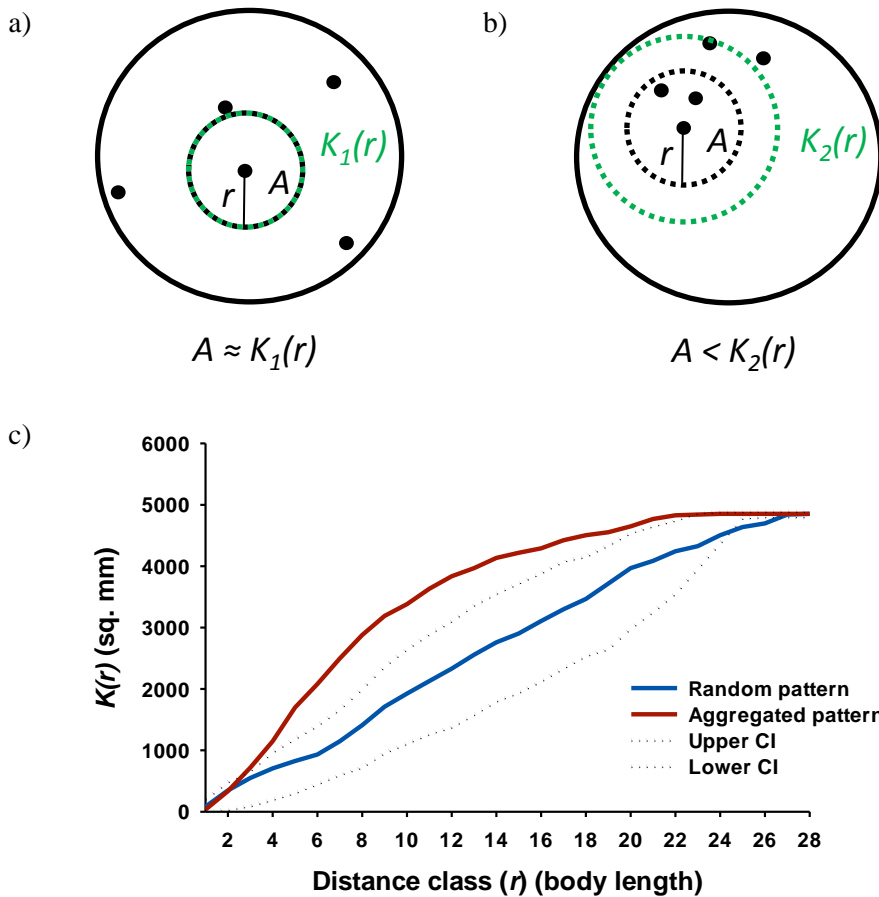 a)
b)
K1(r)
r
A
K2(r)
r
A
A ≈ K1(r)
A < K2(r)
c)
6000
5000
4000
3000
2000
1000
0
K(r) (sq. mm)
Random pattern
Aggregated pattern
Upper CI
Lower CI
2 4 6 8 10 12 14 16 18 20 22 24 26 28
Distance class (r) (body length)